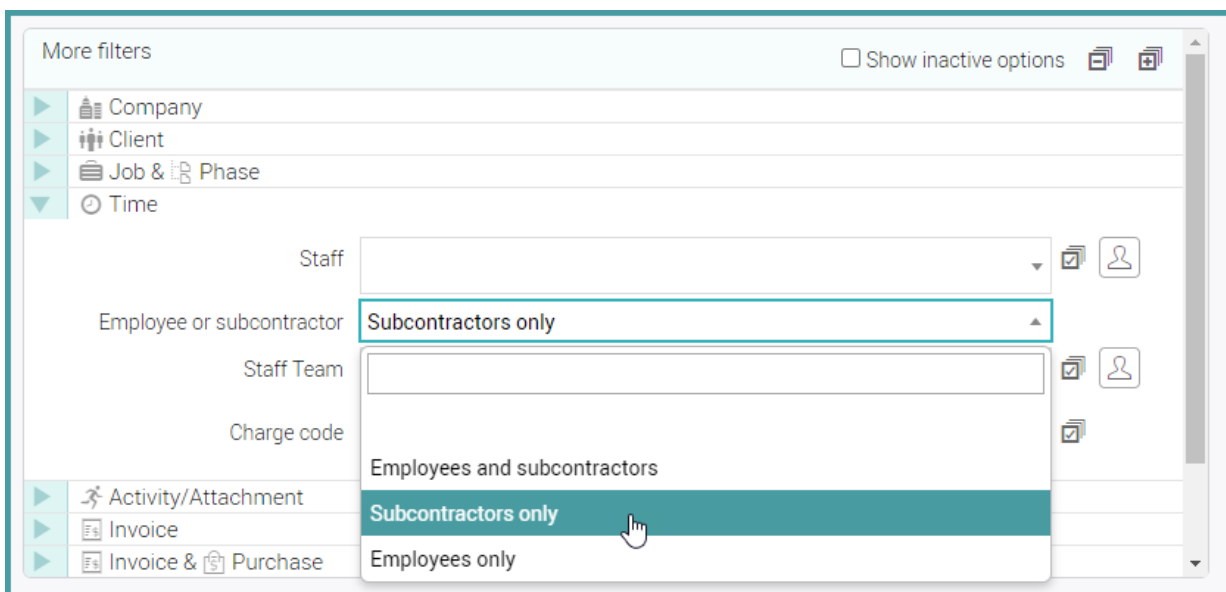 More filters
Show inactive options
Company
Client
Job & Phase
Time
Staff
Employee or subcontractor
Subcontractors only
Staff Team
Charge code
Employees and subcontractors
Subcontractors only
Employees only
Activity/Attachment
Invoice
Invoice & Purchase